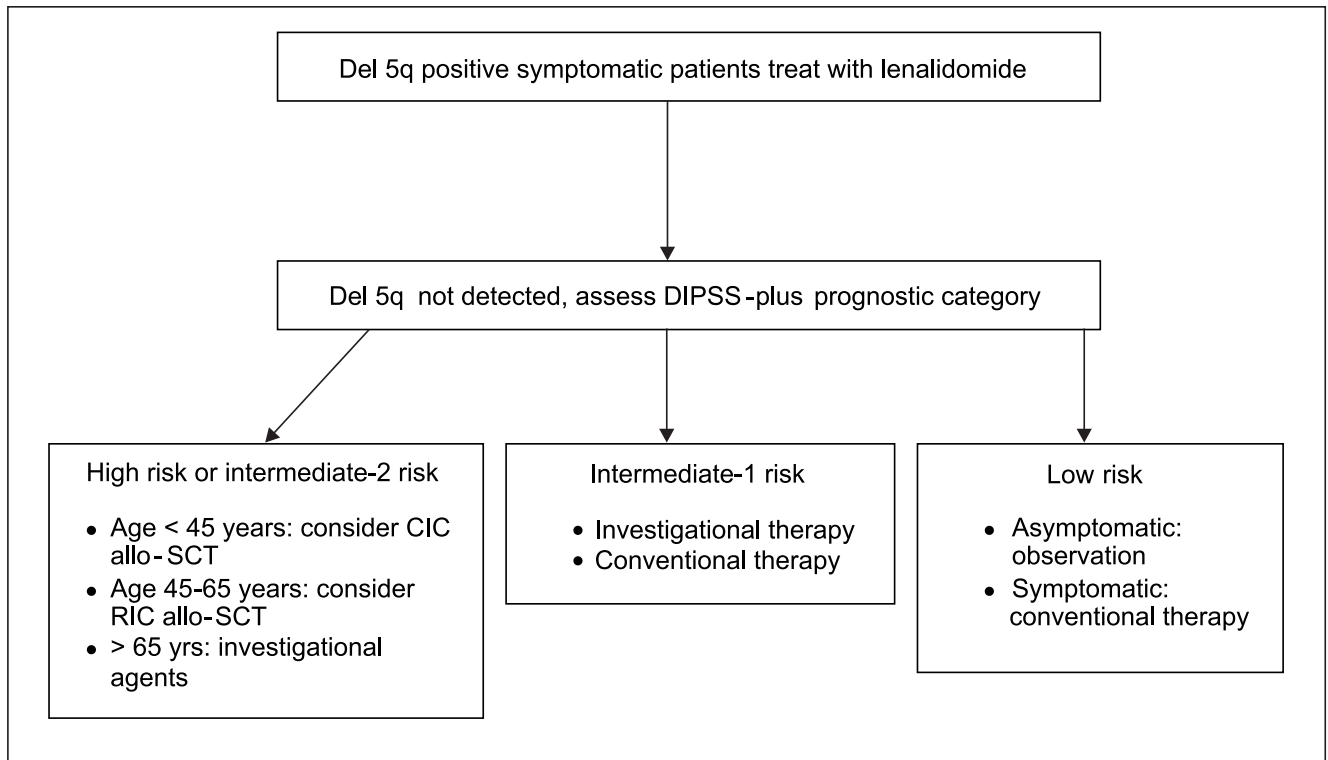 Del 5q positive symptomatic patients treat with lenalidomide
Del 5q not detected, assess DIPSS-plus prognostic category
High risk or intermediate-2 risk
• Age < 45 years: consider CIC
allo-SCT
• Age 45-65 years: consider
RIC allo-SCT
• > 65 yrs: investigational
agents
Intermediate-1 risk
• Investigational therapy
• Conventional therapy
Low risk
• Asymptomatic:
observation
• Symptomatic:
conventional therapy